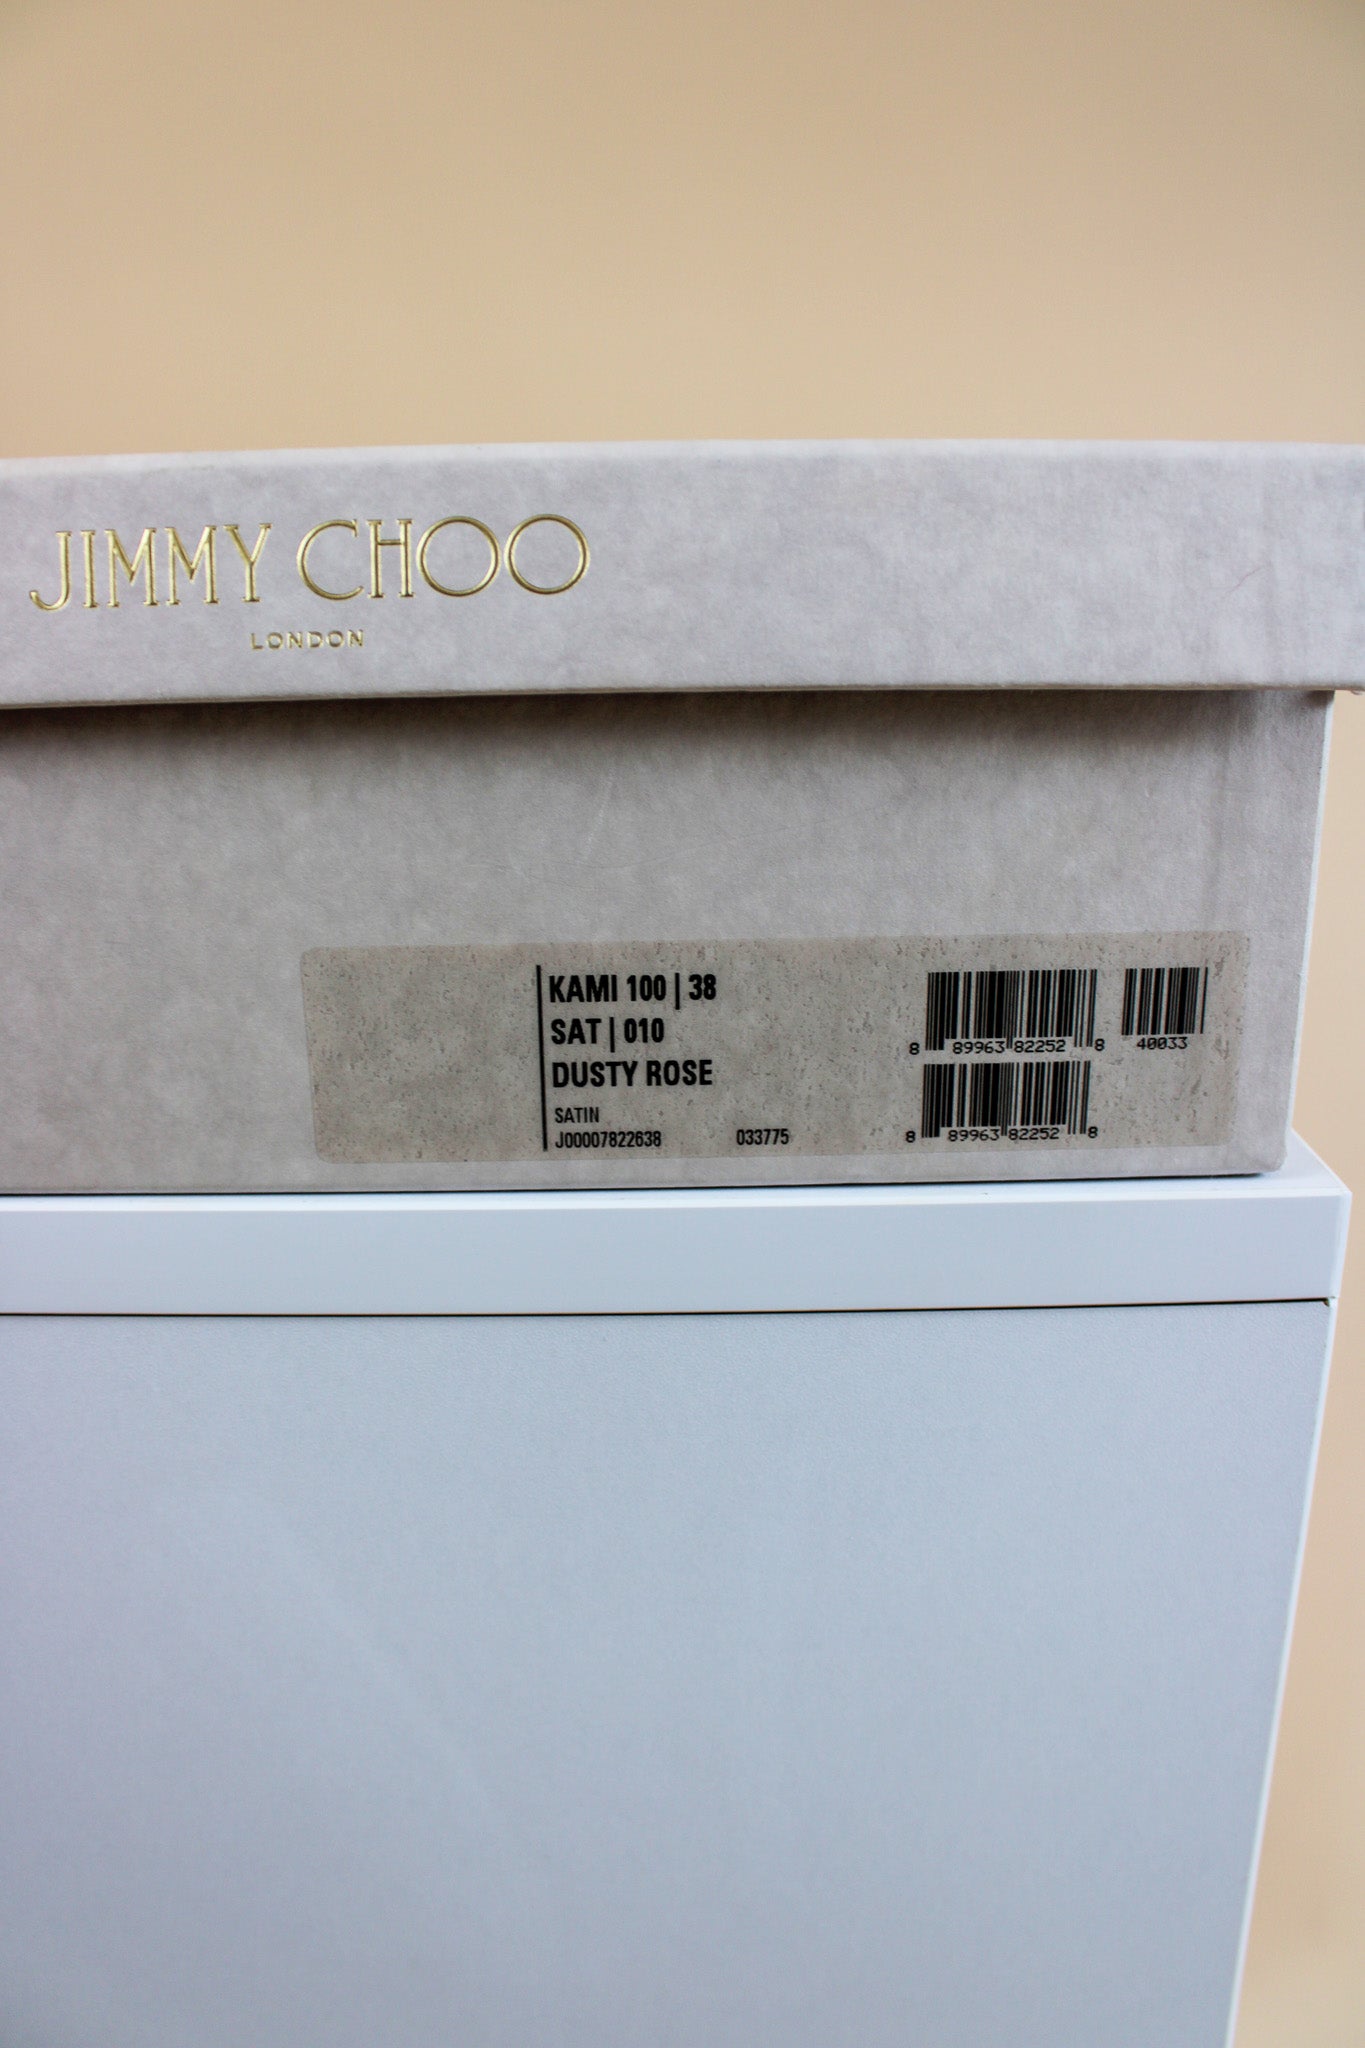 JIMMY CHOO
LONDON
KAMI 100 | 38
SAT | 010
DUSTY ROSE
SATIN
J00007822638 033775
8 89963 82252 8 40033
8 89963 82252 8